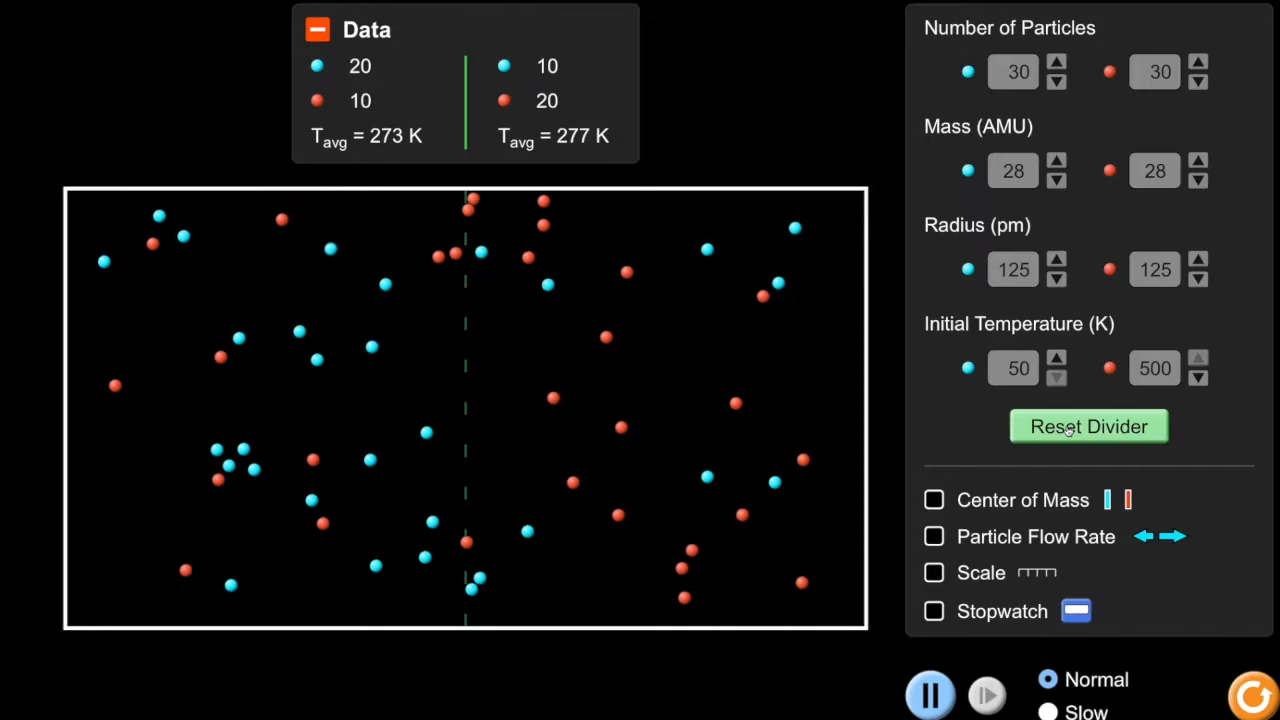 Data
20
10
10
20
Tavg = 273 K
Tavg = 277 K
Number of Particles
30
30
Mass (AMU)
28
28
Radius (pm)
125
125
Initial Temperature (K)
50
500
Reset Divider
Center of Mass
Particle Flow Rate
Scale
Stopwatch
Normal
Slow